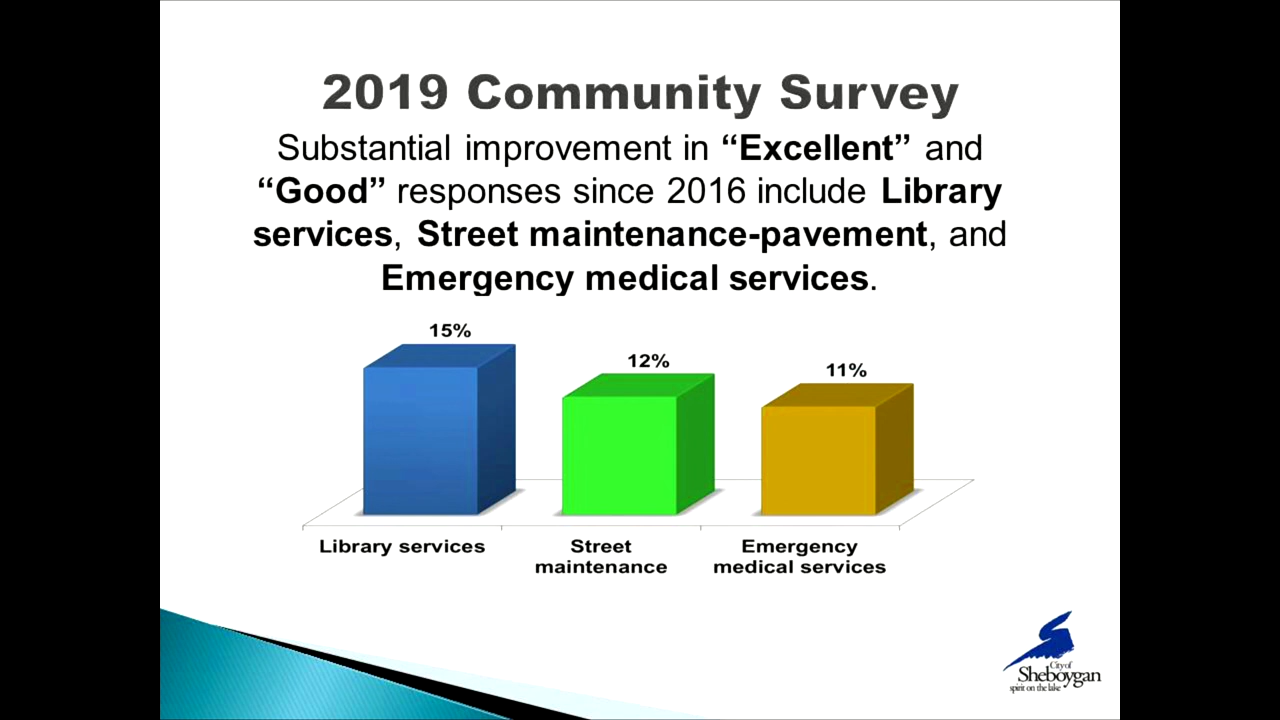 2019 Community Survey
Substantial improvement in “Excellent” and
“Good” responses since 2016 include Library
services, Street maintenance-pavement, and
Emergency medical services.
15%
12%
11%
Library services
Street
maintenance
Emergency
medical services
City of
Sheboygan
spirit on the lake